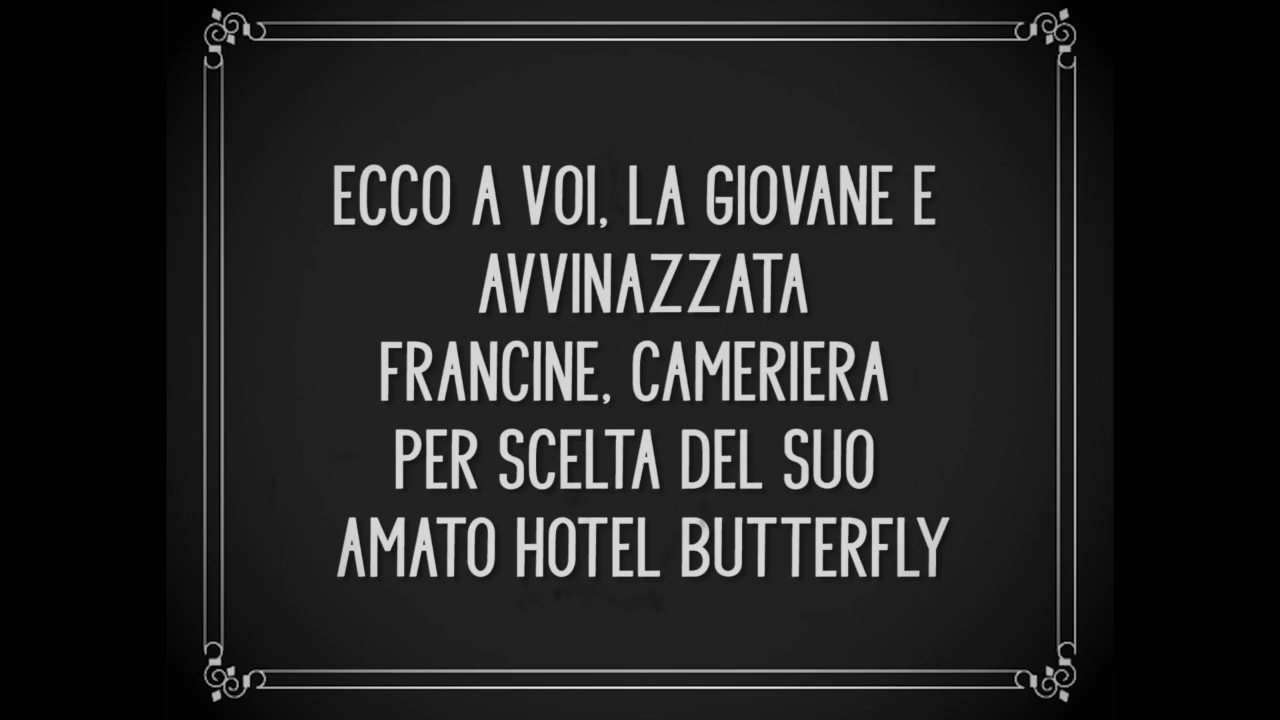 ECCO A VOI, LA GIOVANE E
AVVINAZZATA
FRANCINE, CAMERIERA
PER SCELTA DEL SUO
AMATO HOTEL BUTTERFLY